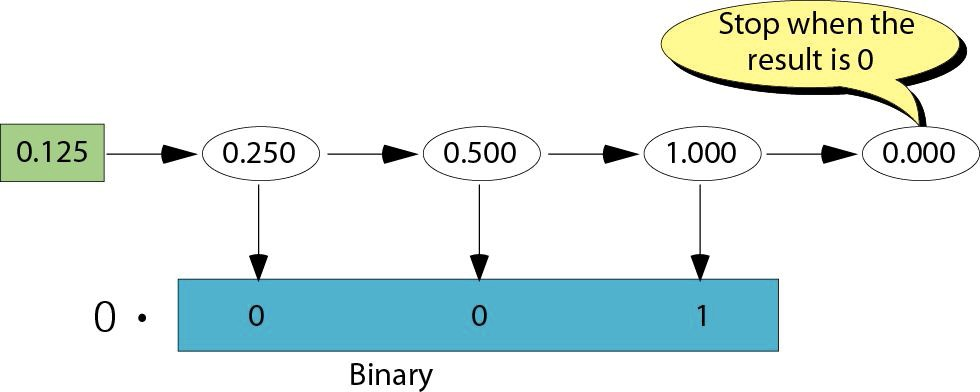 Stop when the
result is 0
0.125 0.250 0.500 1.000 0.000
0 • 0 0 1
Binary